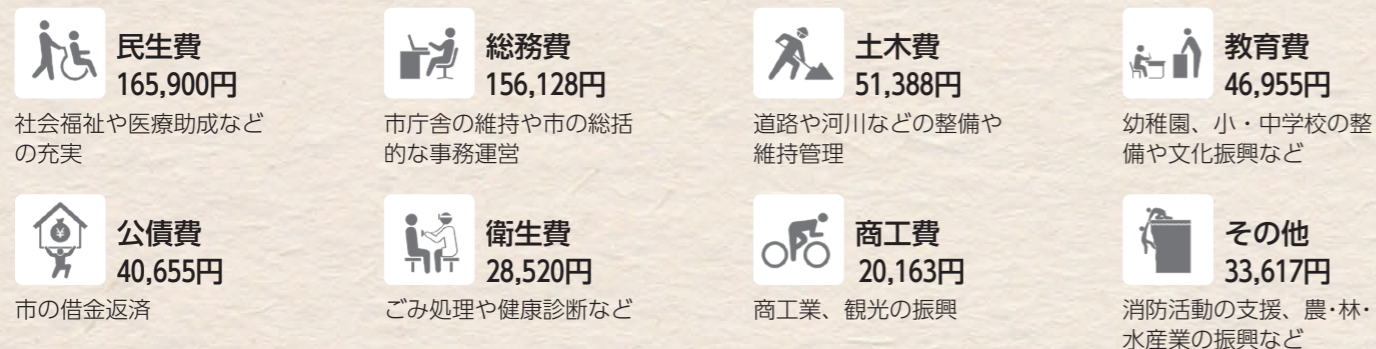 民生費
165,900円
社会福祉や医療助成など
の充実
総務費
156,128円
市庁舎の維持や市の総括
的な事務運営
土木費
51,388円
道路や河川などの整備や
維持管理
教育費
46,955円
幼稚園、小・中学校の整
備や文化振興など
公債費
40,655円
¥
市の借金返済
衛生費
28,520円
ごみ処理や健康診断など
商工費
20,163円
商工業、観光の振興
その他
33,617円
消防活動の支援、農・林・
水産業の振興など